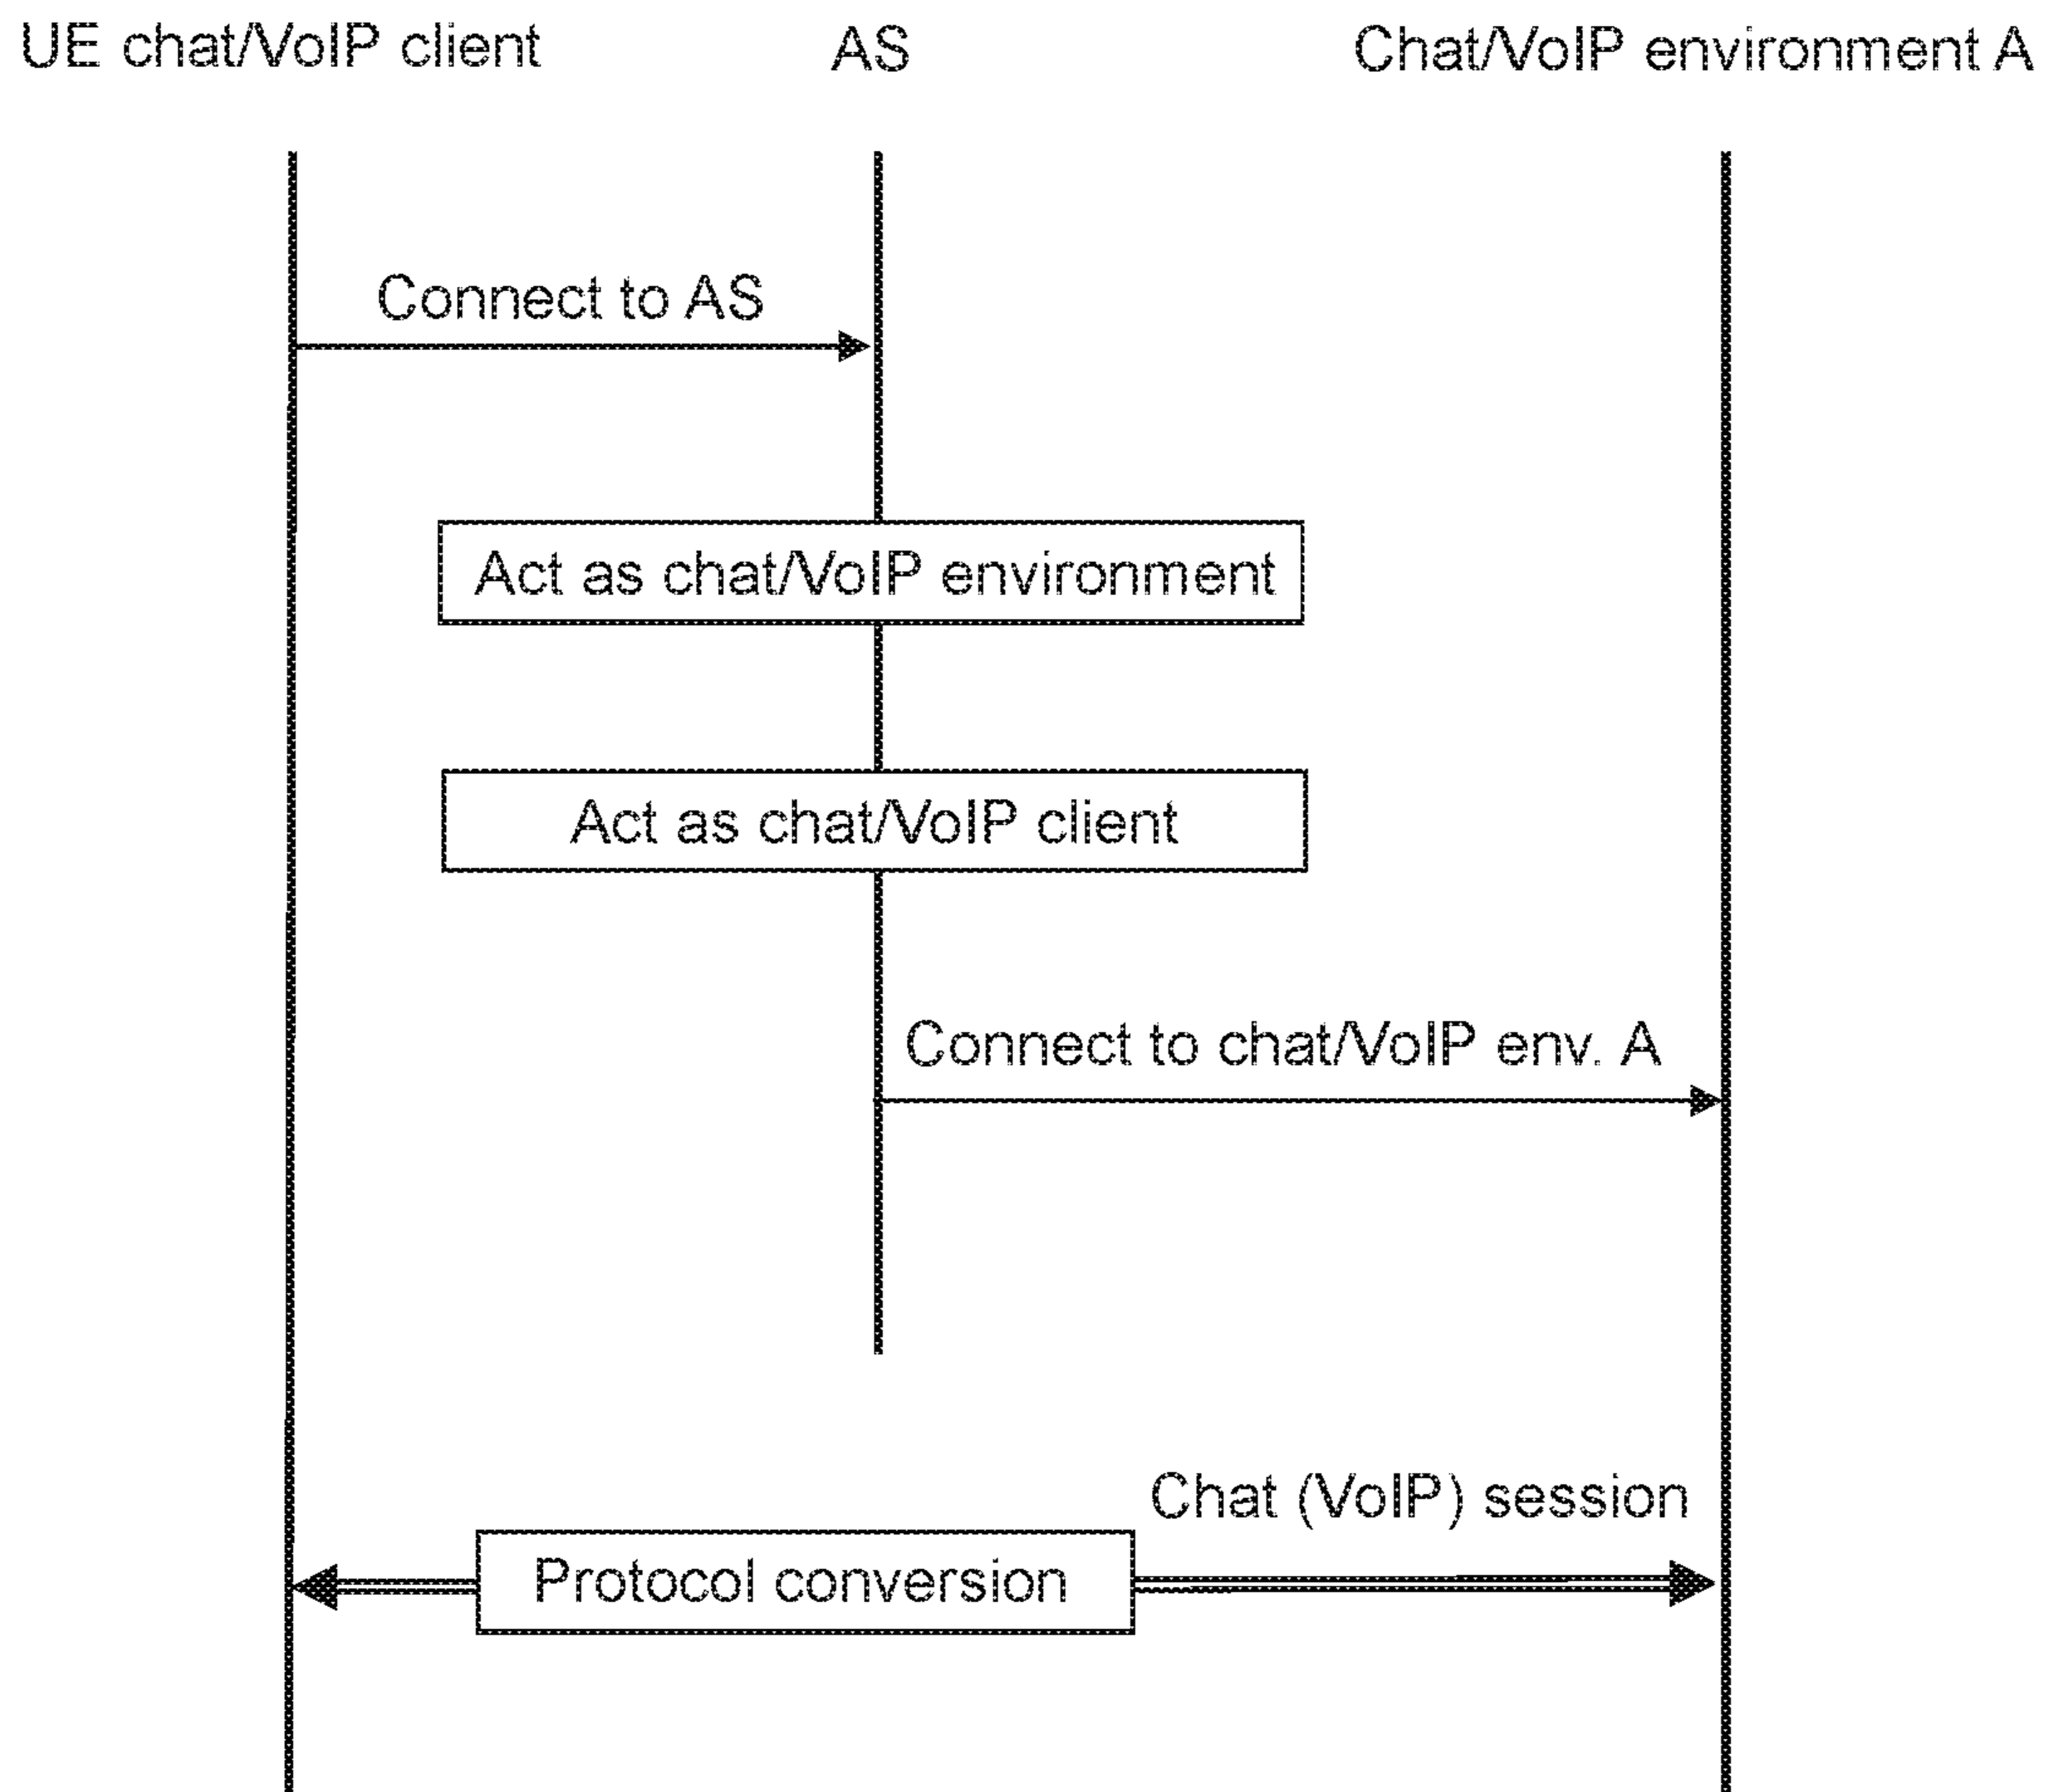 UE chat/VoIP client
AS
Chat/VoIP environment A
Connect to AS
Act as chat/VoIP environment
Act as chat/VoIP client
Connect to chat/VoIP env. A
Chat (VoIP) session
Protocol conversion